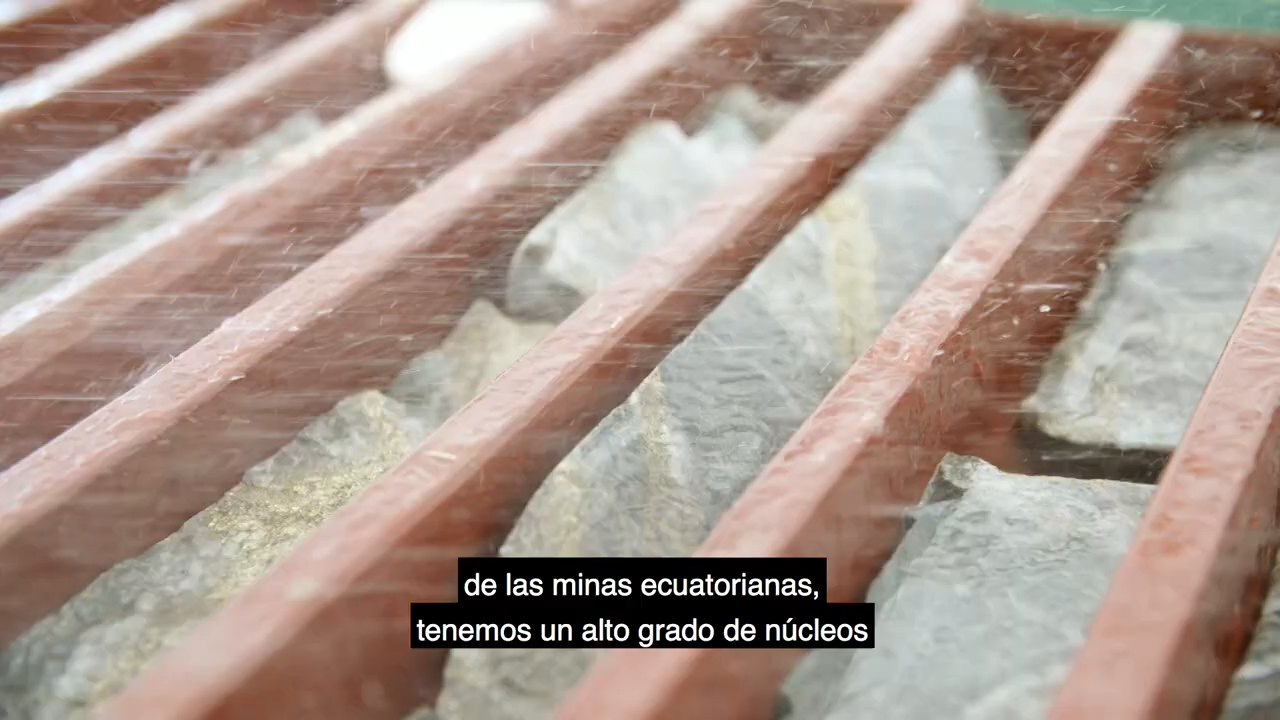 de las minas ecuatorianas,
tenemos un alto grado de núcleos